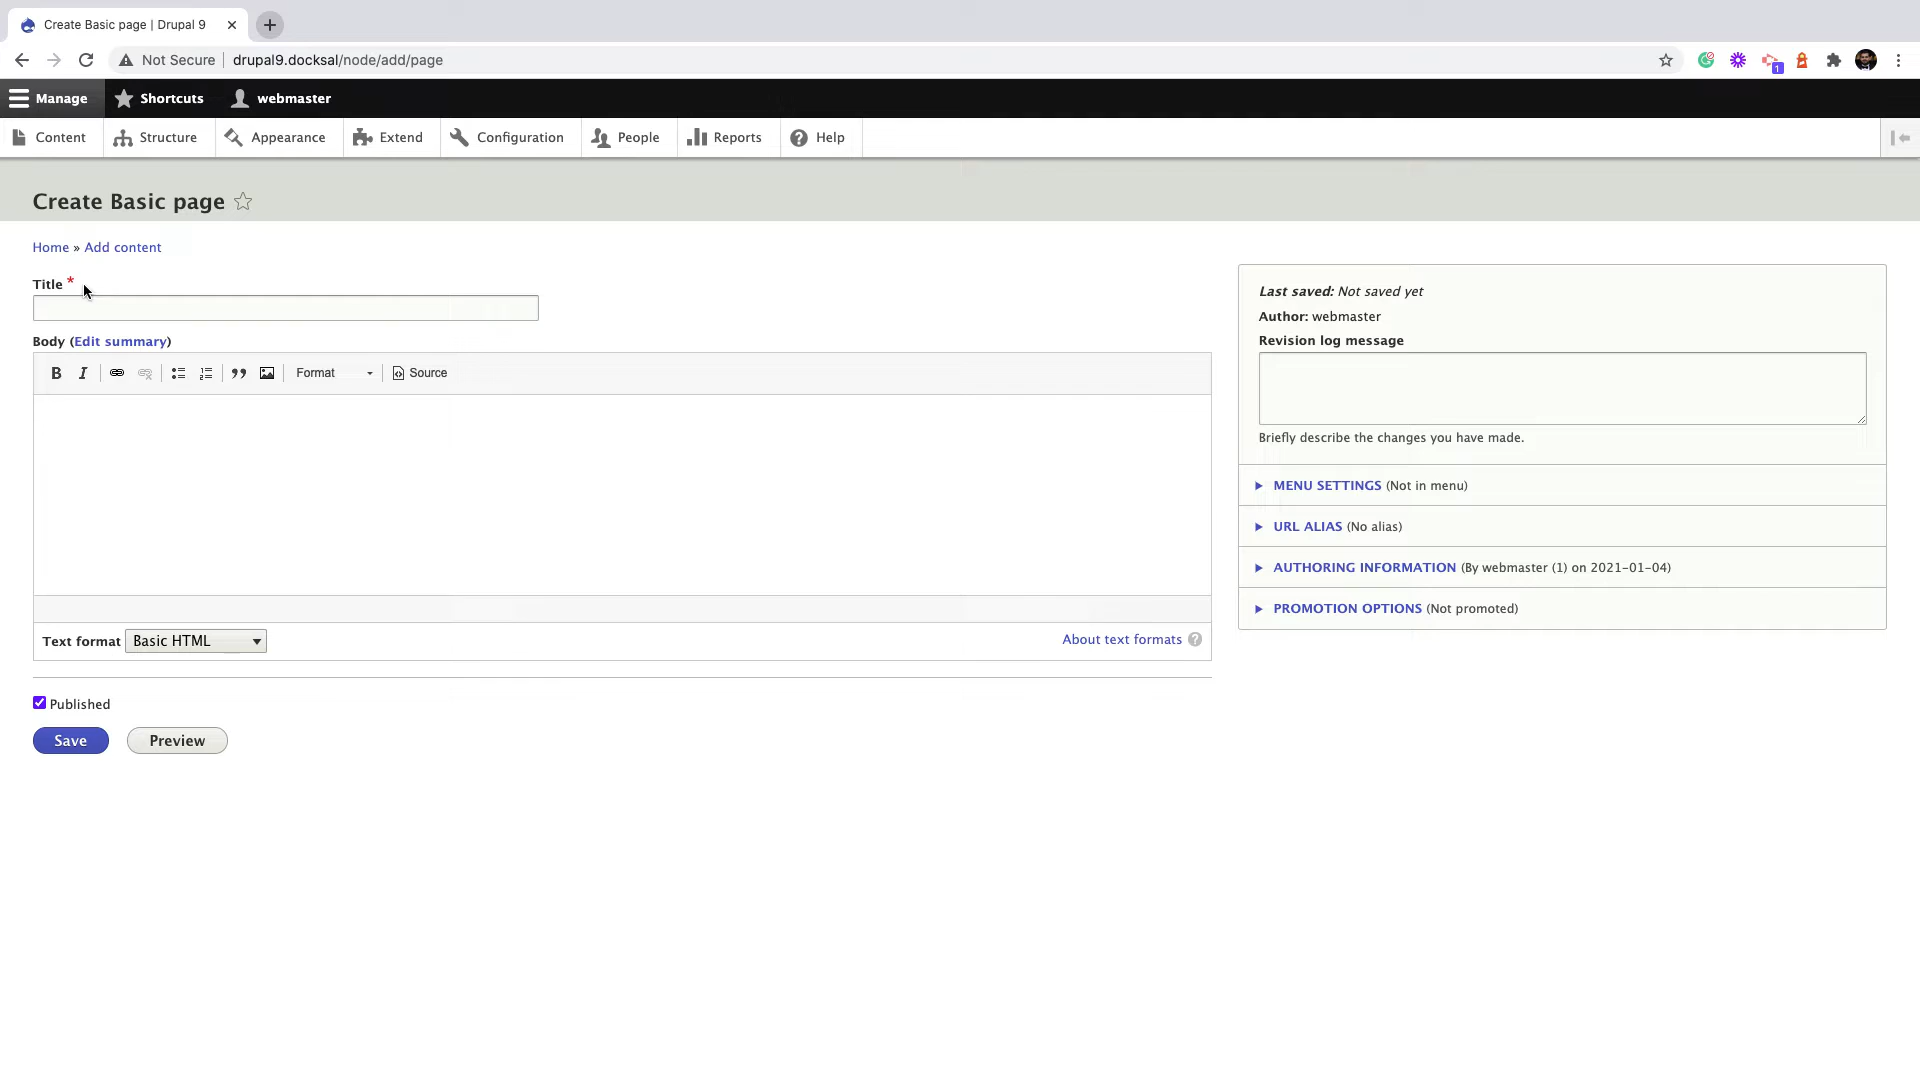 Create Basic page | Drupal 9
Not Secure drupal9.docksal/node/add/page
1
Manage Shortcuts webmaster
Content Structure Appearance Extend Configuration People Reports Help
Create Basic page
Home » Add content
Title *
Body (Edit summary)
B I Format Source
Text format Basic HTML
About text formats ?
Published
Save Preview
Last saved: Not saved yet
Author: webmaster
Revision log message
Briefly describe the changes you have made.
MENU SETTINGS (Not in menu)
URL ALIAS (No alias)
AUTHORING INFORMATION (By webmaster (1) on 2021-01-04)
PROMOTION OPTIONS (Not promoted)